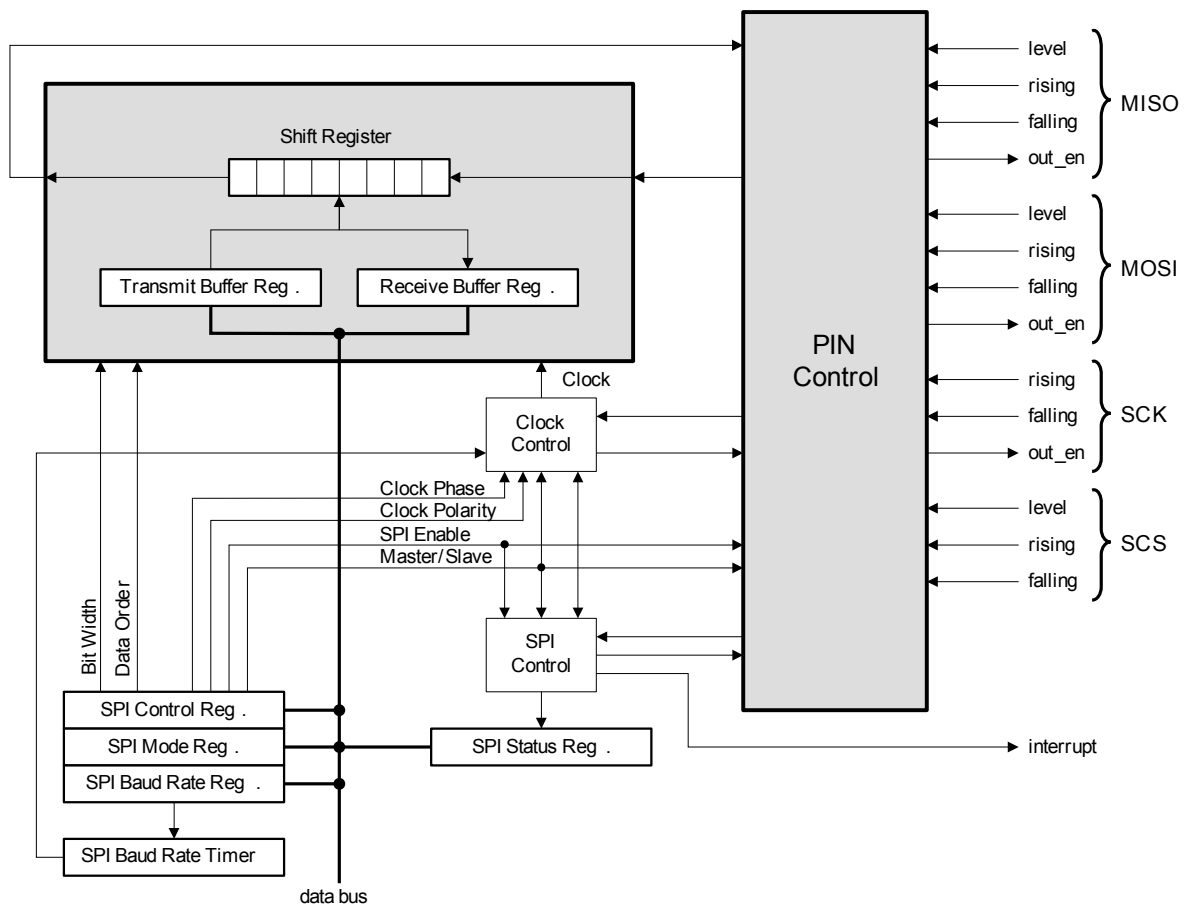 level
rising
falling
out_en
MISO
Shift Register
Transmit Buffer Reg .
Receive Buffer Reg .
level
rising
falling
out_en
MOSI
PIN
Control
Clock
Clock
Control
rising
falling
out_en
SCK
Clock Phase
Clock Polarity
SPI Enable
Master/Slave
level
rising
falling
SCS
Bit Width
Data Order
SPI
Control
SPI Control Reg .
SPI Mode Reg .
SPI Baud Rate Reg .
SPI Status Reg .
interrupt
SPI Baud Rate Timer
data bus